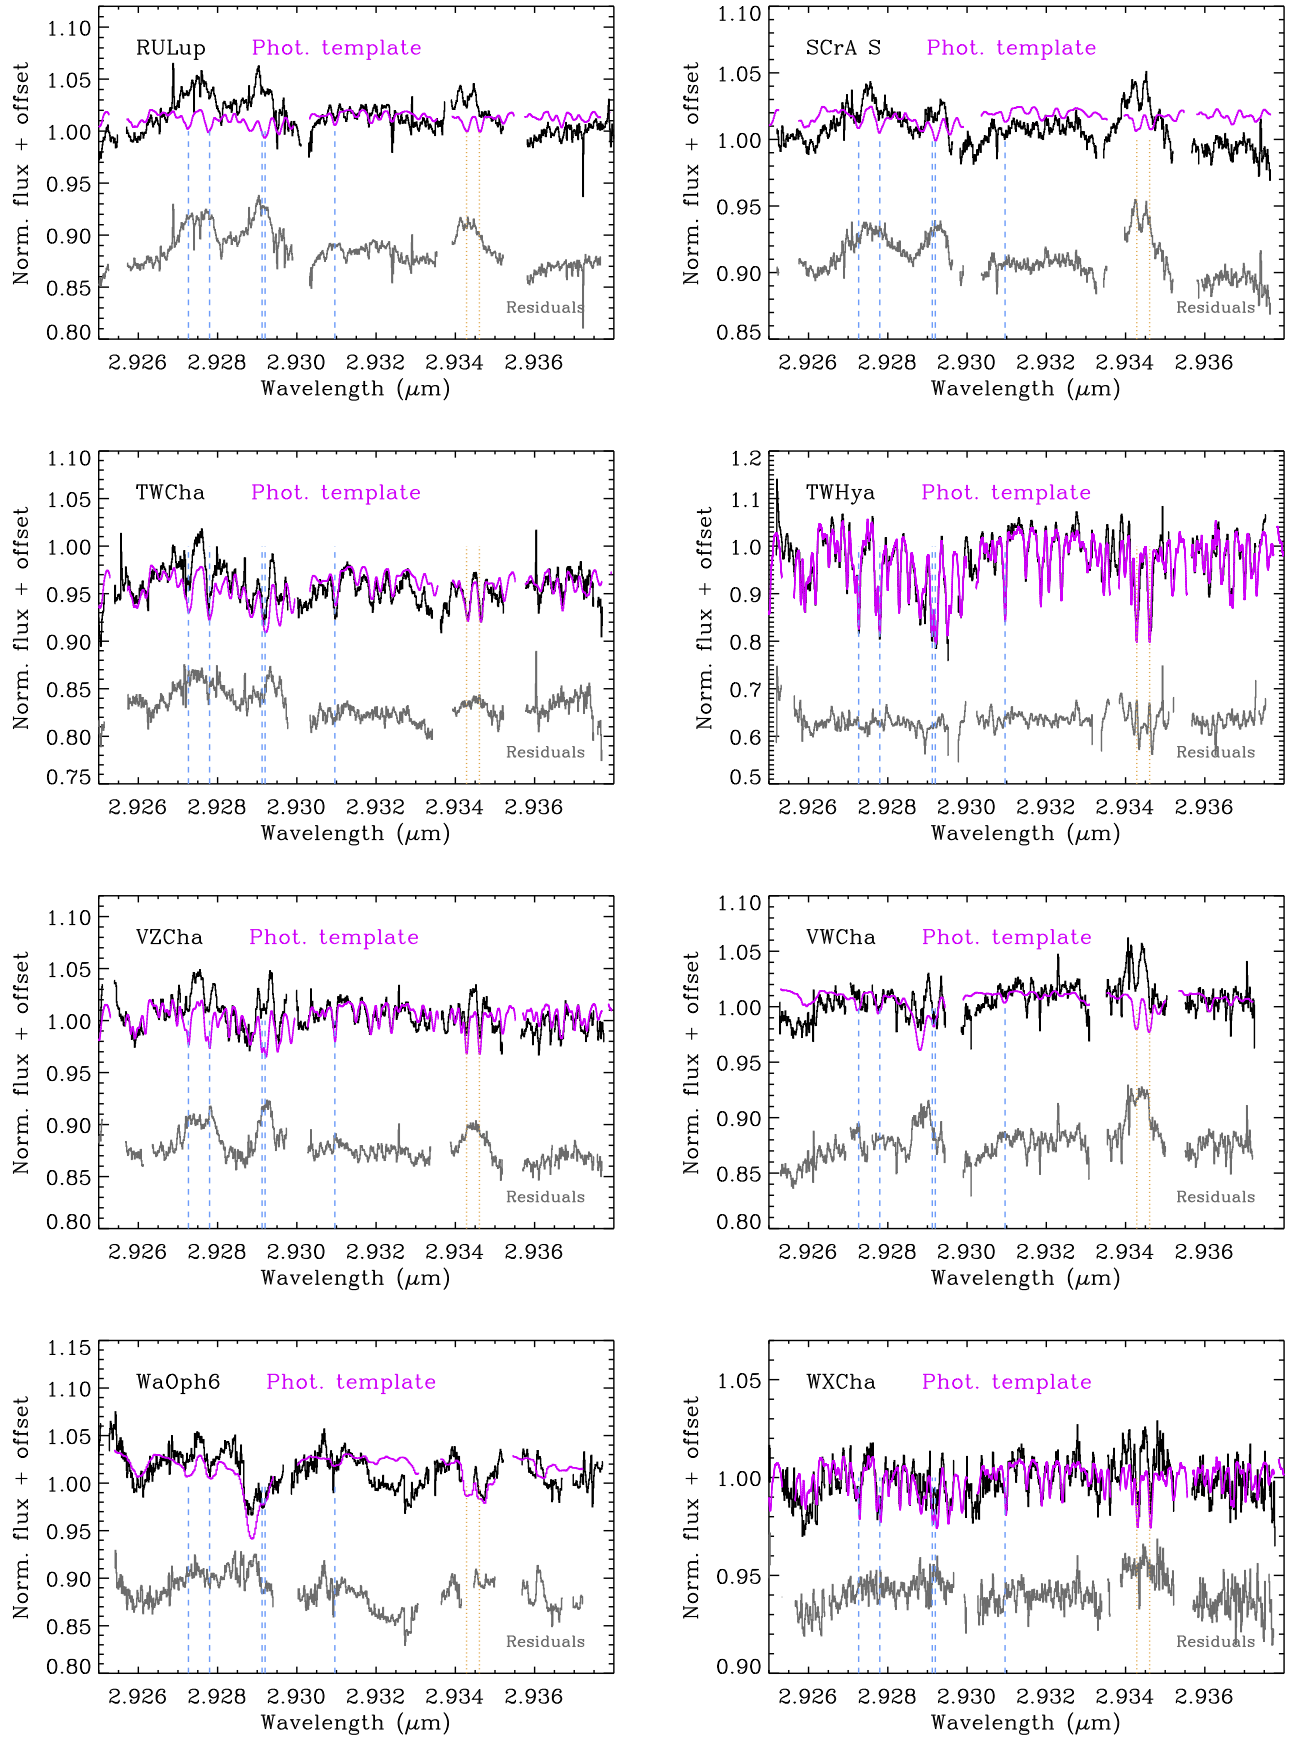 RULup Phot. template
1.10
1.05
1.00
0.95
0.90
0.85
0.80
Norm. flux + offset
Residuals
2.926 2.928 2.930 2.932 2.934 2.936
Wavelength (μm)
SCrA S Phot. template
1.10
1.05
1.00
0.95
0.90
0.85
Norm. flux + offset
Residuals
2.926 2.928 2.930 2.932 2.934 2.936
Wavelength (μm)
TWCha Phot. template
1.10
1.05
1.00
0.95
0.90
0.85
0.80
0.75
Norm. flux + offset
Residuals
2.926 2.928 2.930 2.932 2.934 2.936
Wavelength (μm)
TWHya Phot. template
1.2
1.1
1.0
0.9
0.8
0.7
0.6
0.5
Norm. flux + offset
Residuals
2.926 2.928 2.930 2.932 2.934 2.936
Wavelength (μm)
VZCha Phot. template
1.10
1.05
1.00
0.95
0.90
0.85
0.80
Norm. flux + offset
Residuals
2.926 2.928 2.930 2.932 2.934 2.936
Wavelength (μm)
VWCha Phot. template
1.10
1.05
1.00
0.95
0.90
0.85
0.80
Norm. flux + offset
Residuals
2.926 2.928 2.930 2.932 2.934 2.936
Wavelength (μm)
WaOph6 Phot. template
1.15
1.10
1.05
1.00
0.95
0.90
0.85
0.80
Norm. flux + offset
Residuals
2.926 2.928 2.930 2.932 2.934 2.936
Wavelength (μm)
WXCha Phot. template
1.05
1.00
0.95
0.90
Norm. flux + offset
Residuals
2.926 2.928 2.930 2.932 2.934 2.936
Wavelength (μm)